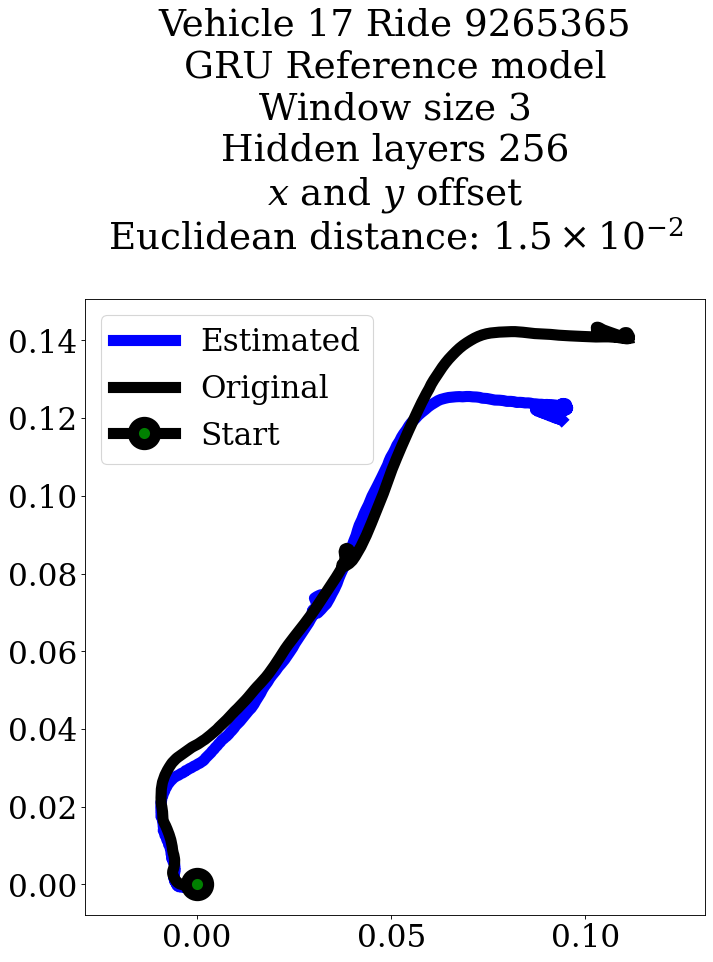 Vehicle 17 Ride 9265365
GRU Reference model
Window size 3
Hidden layers 256
x and y offset
Euclidean distance: 1.5 × 10⁻²
Estimated
Original
Start
0.14
0.12
0.10
0.08
0.06
0.04
0.02
0.00
0.00 0.05 0.10